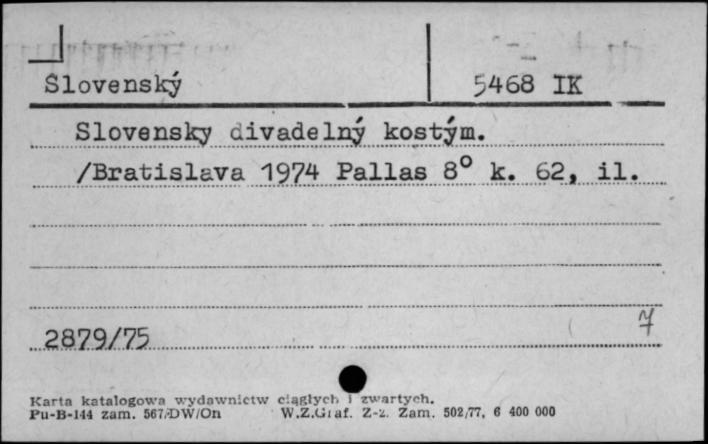 Slovenský 5468 IK
Slovensky divadelný kostým.
/Bratislava 1974 Pallas 8° k. 62, il.
2879/75 7
Karta katalogowa wydawnictw ciągłych i zwartych.
Pu-B-144 zam. 567/DW/On W.Z.Graf. Z-z. Zam. 502/77, 6 400 000